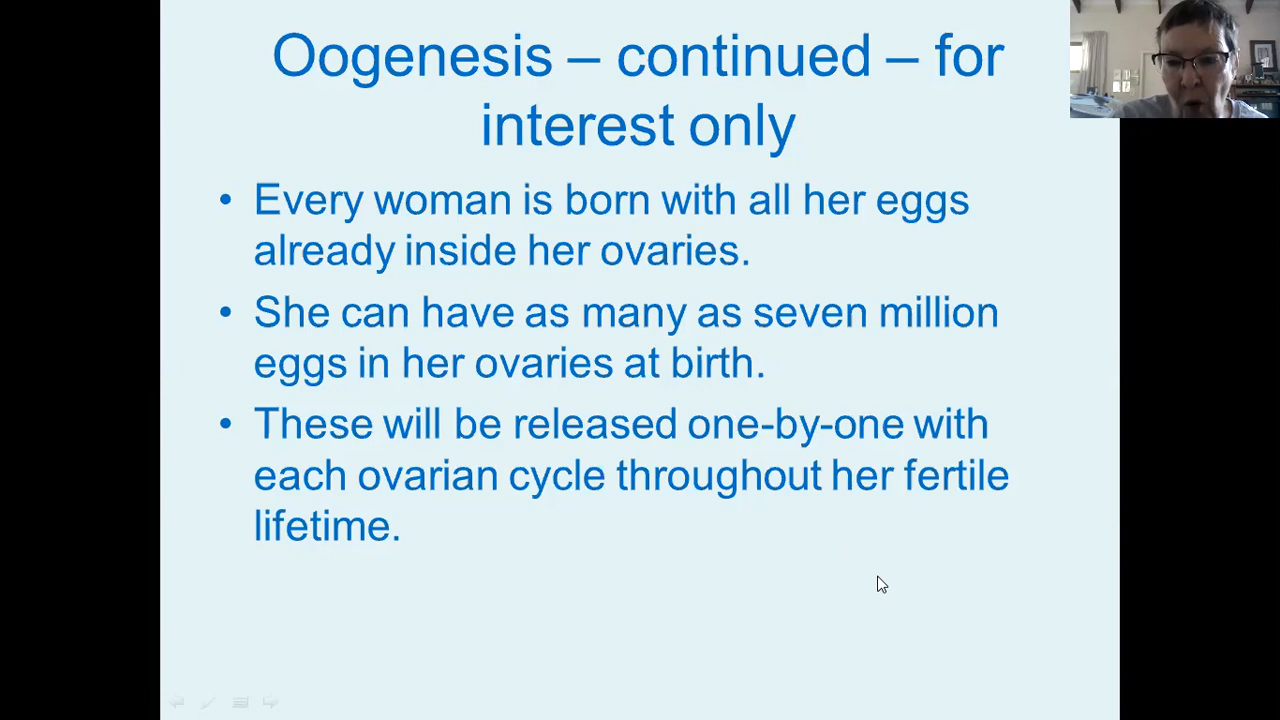 Oogenesis – continued – for
interest only
• Every woman is born with all her eggs
already inside her ovaries.
• She can have as many as seven million
eggs in her ovaries at birth.
• These will be released one-by-one with
each ovarian cycle throughout her fertile
lifetime.